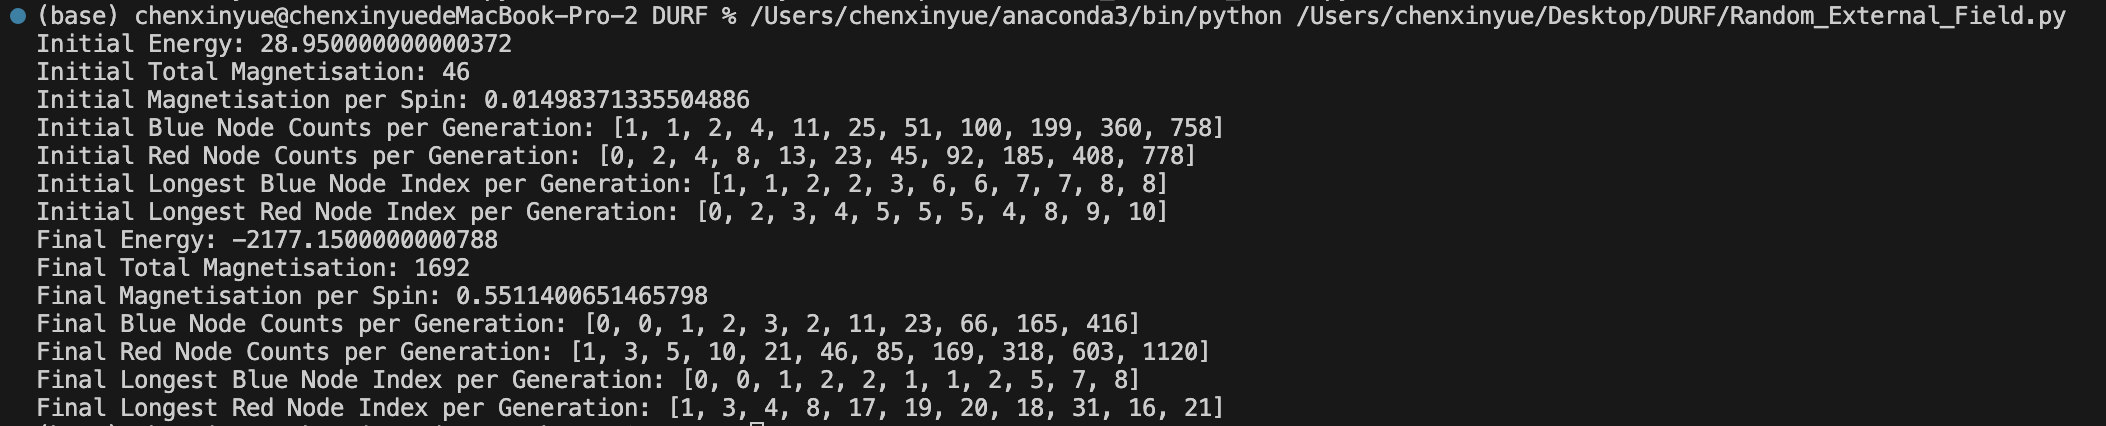 (base) chenxinyue@chenxinyuedeMacBook-Pro-2 DURF % /Users/chenxinyue/anaconda3/bin/python /Users/chenxinyue/Desktop/DURF/Random_External_Field.py
Initial Energy: 28.950000000000372
Initial Total Magnetisation: 46
Initial Magnetisation per Spin: 0.01498371335504886
Initial Blue Node Counts per Generation: [1, 1, 2, 4, 11, 25, 51, 100, 199, 360, 758]
Initial Red Node Counts per Generation: [0, 2, 4, 8, 13, 23, 45, 92, 185, 408, 778]
Initial Longest Blue Node Index per Generation: [1, 1, 2, 2, 3, 6, 6, 7, 7, 8, 8]
Initial Longest Red Node Index per Generation: [0, 2, 3, 4, 5, 5, 5, 4, 8, 9, 10]
Final Energy: -2177.1500000000788
Final Total Magnetisation: 1692
Final Magnetisation per Spin: 0.5511400651465798
Final Blue Node Counts per Generation: [0, 0, 1, 2, 3, 2, 11, 23, 66, 165, 416]
Final Red Node Counts per Generation: [1, 3, 5, 10, 21, 46, 85, 169, 318, 603, 1120]
Final Longest Blue Node Index per Generation: [0, 0, 1, 2, 2, 1, 1, 2, 5, 7, 8]
Final Longest Red Node Index per Generation: [1, 3, 4, 8, 17, 19, 20, 18, 31, 16, 21]